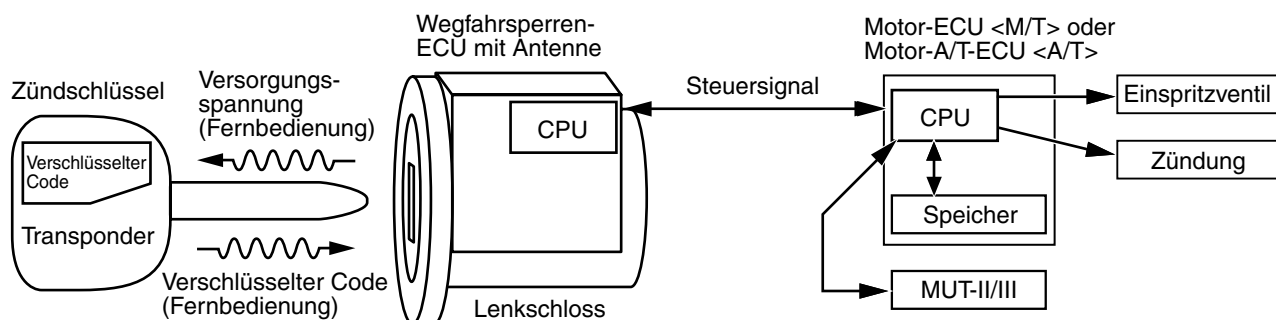 Zündschlüssel
Verschlüsselter
Code
Transponder
Versorgungs-
spannung
(Fernbedienung)
Verschlüsselter Code
(Fernbedienung)
Wegfahrsperren-
ECU mit Antenne
CPU
Lenkschloss
Steuersignal
Motor-ECU <M/T> oder
Motor-A/T-ECU <A/T>
CPU
Speicher
Einspritzventil
Zündung
MUT-II/III